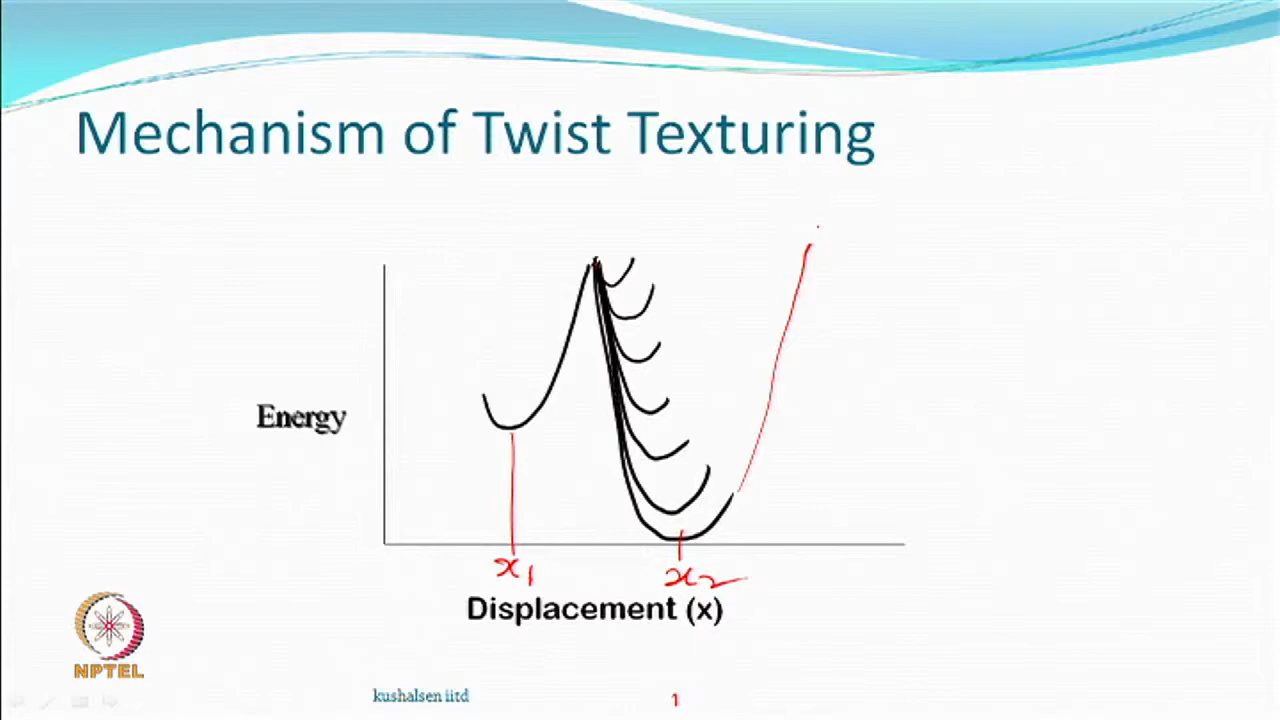 Mechanism of Twist Texturing
Energy
x1
x2
Displacement (x)
NPTEL
kushalsen iitd
1